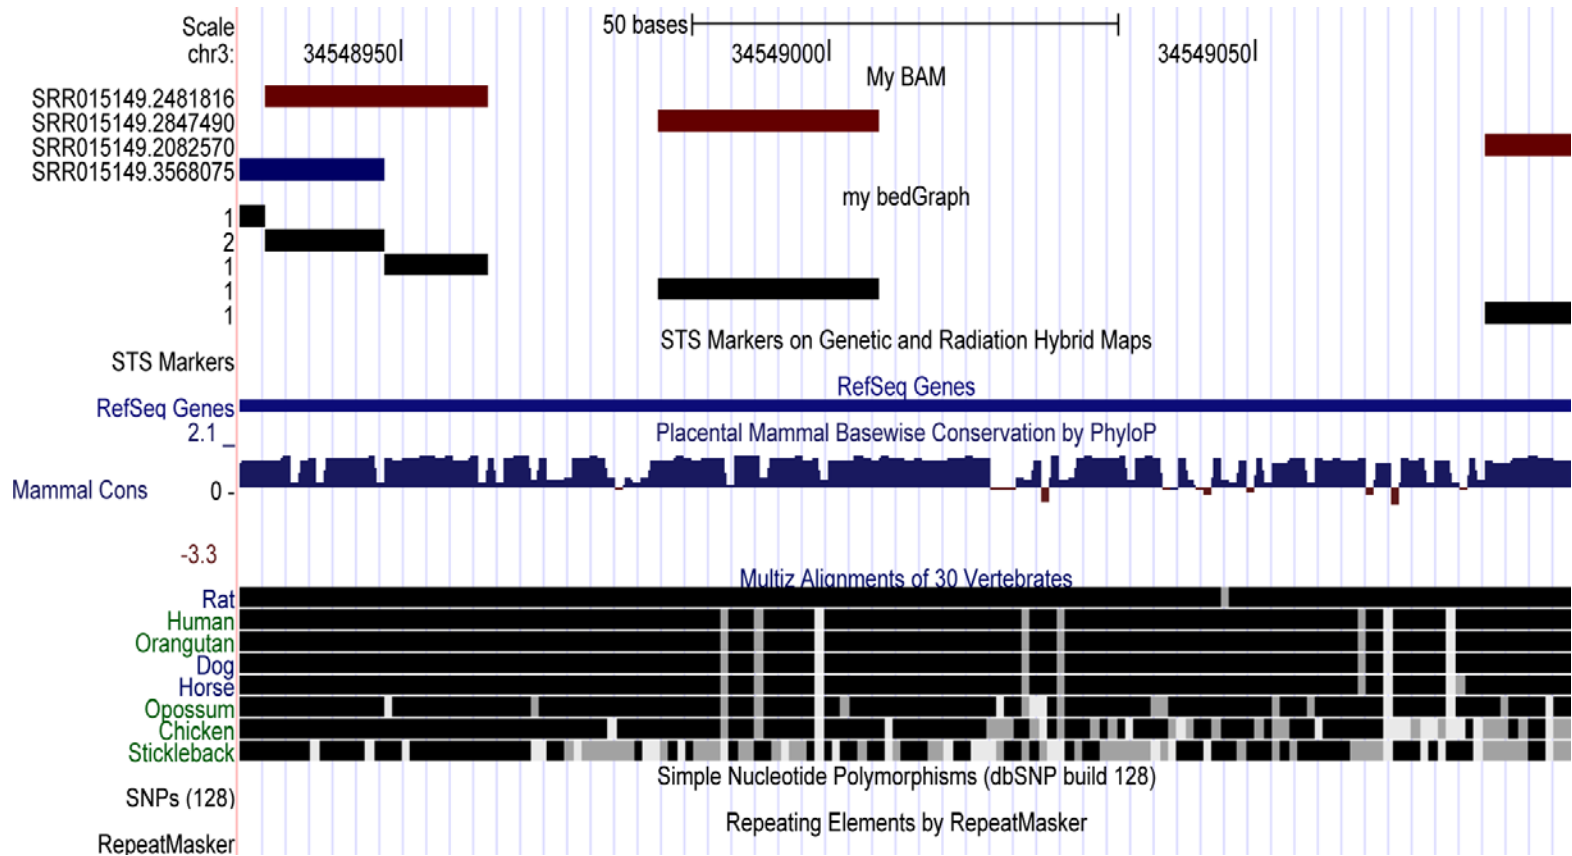 Scale 50 bases
chr3: 34548950 34549000 34549050
My BAM
SRR015149.2481816
SRR015149.2847490
SRR015149.2082570
SRR015149.3568075
my bedGraph
1
2
1
1
1
STS Markers on Genetic and Radiation Hybrid Maps
STS Markers
RefSeq Genes
RefSeq Genes
2.1 _
Placental Mammal Basewise Conservation by PhyloP
Mammal Cons 0 -
-3.3
Multiz Alignments of 30 Vertebrates
Rat
Human
Orangutan
Dog
Horse
Opossum
Chicken
Stickleback
Simple Nucleotide Polymorphisms (dbSNP build 128)
SNPs (128)
Repeating Elements by RepeatMasker
RepeatMasker